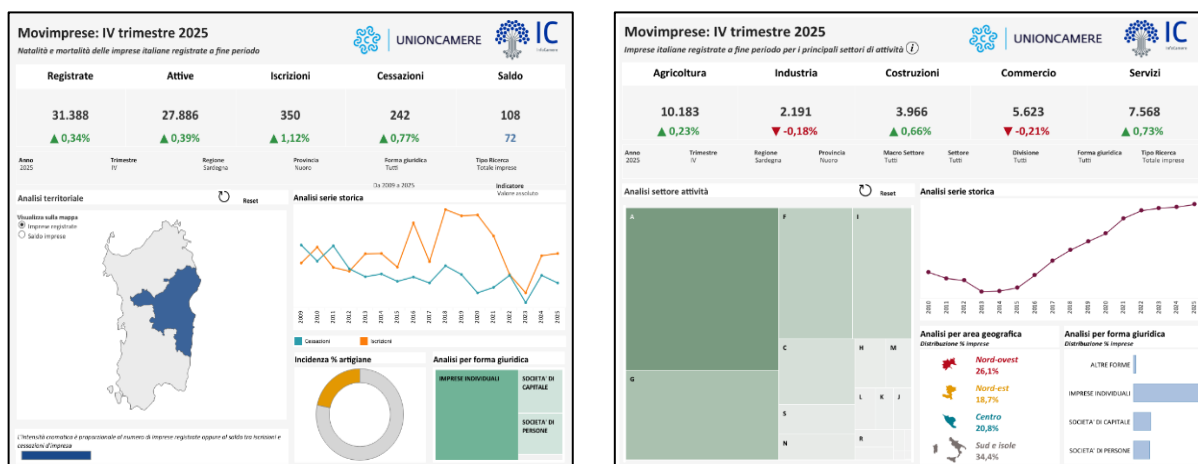 Movimprese: IV trimestre 2025
Natalità e mortalità delle imprese italiane registrate a fine periodo
UNIONCAMERE
IC
InfoCamere
Registrate Attive Iscrizioni Cessazioni Saldo
31.388 27.886 350 242 108
▲ 0,34% ▲ 0,39% ▲ 1,12% ▲ 0,77% 72
Anno Trimestre Regione Provincia Forma giuridica Tipo Ricerca
2025 IV Sardegna Nuoro Tutti Totale imprese
Da 2009 a 2025 Indicatore
Valore assoluto
Analisi territoriale Reset
Visualizza sulla mappa
Imprese registrate
Saldo imprese
L'intensità cromatica è proporzionale al numero di imprese registrate oppure al saldo tra iscrizioni e
cessazioni d'impresa
Analisi serie storica
2009 2010 2011 2012 2013 2014 2015 2016 2017 2018 2019 2020 2021 2022 2023 2024 2025
Cessazioni Iscrizioni
Incidenza % artigiane
Analisi per forma giuridica
IMPRESE INDIVIDUALI
SOCIETA' DI
CAPITALE
SOCIETA' DI
PERSONE
Movimprese: IV trimestre 2025
Imprese italiane registrate a fine periodo per i principali settori di attività i
UNIONCAMERE
IC
InfoCamere
Agricoltura Industria Costruzioni Commercio Servizi
10.183 2.191 3.966 5.623 7.568
▲ 0,23% ▼ -0,18% ▲ 0,66% ▼ -0,21% ▲ 0,73%
Anno Trimestre Regione Provincia Macro Settore Settore Divisione Forma giuridica Tipo Ricerca
2025 IV Sardegna Nuoro Tutti Tutti Tutti Tutti Totale imprese
Analisi settore attività Reset
A F I
C H M
G L K J
S R
N
Analisi serie storica
2010 2011 2012 2013 2014 2015 2016 2017 2018 2019 2020 2021 2022 2023 2024 2025
Analisi per area geografica
Distribuzione % imprese
Nord-ovest
26,1%
Nord-est
18,7%
Centro
20,8%
Sud e isole
34,4%
Analisi per forma giuridica
Distribuzione % imprese
ALTRE FORME
IMPRESE INDIVIDUALI
SOCIETA' DI CAPITALE
SOCIETA' DI PERSONE